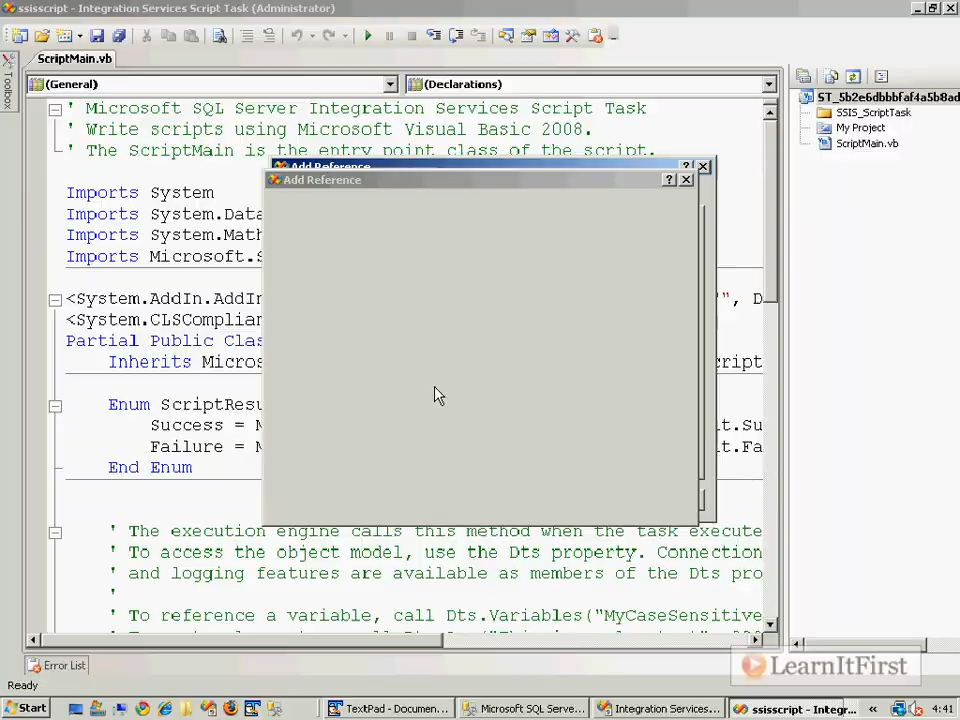 ssisscript - Integration Services Script Task (Administrator)
Toolbox
ScriptMain.vb
(General)
(Declarations)
' Microsoft SQL Server Integration Services Script Task
' Write scripts using Microsoft Visual Basic 2008.
' The ScriptMain is the entry point class of the script.
Imports System
Imports System.Data
Imports System.Math
Imports Microsoft.S
<System.AddIn.AddIn
", D
<System.CLSComplian
Partial Public Clas
Inherits Micros
cript
Enum ScriptResu
Success = M
t.Su
Failure = M
t.Fa
End Enum
' The execution engine calls this method when the task execute
' To access the object model, use the Dts property. Connection
' and logging features are available as members of the Dts pro
'
' To reference a variable, call Dts.Variables("MyCaseSensitive
Add Reference
Add Reference
ST_5b2e6dbbbfaf4a5b8ad
SSIS_ScriptTask
My Project
ScriptMain.vb
Error List
LearnItFirst
Ready
Start
TextPad - Documen...
Microsoft SQL Serve...
Integration Services...
ssisscript - Integr...
4:41